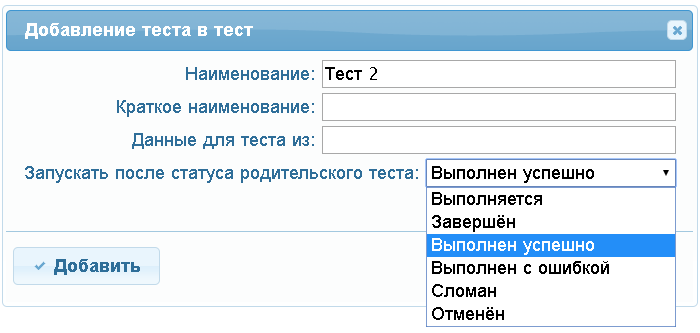 Добавление теста в тест
Наименование: Тест 2
Краткое наименование:
Данные для теста из:
Запускать после статуса родительского теста: Выполнен успешно
Выполняется
Завершён
Выполнен успешно
Выполнен с ошибкой
Сломан
Отменён
Добавить